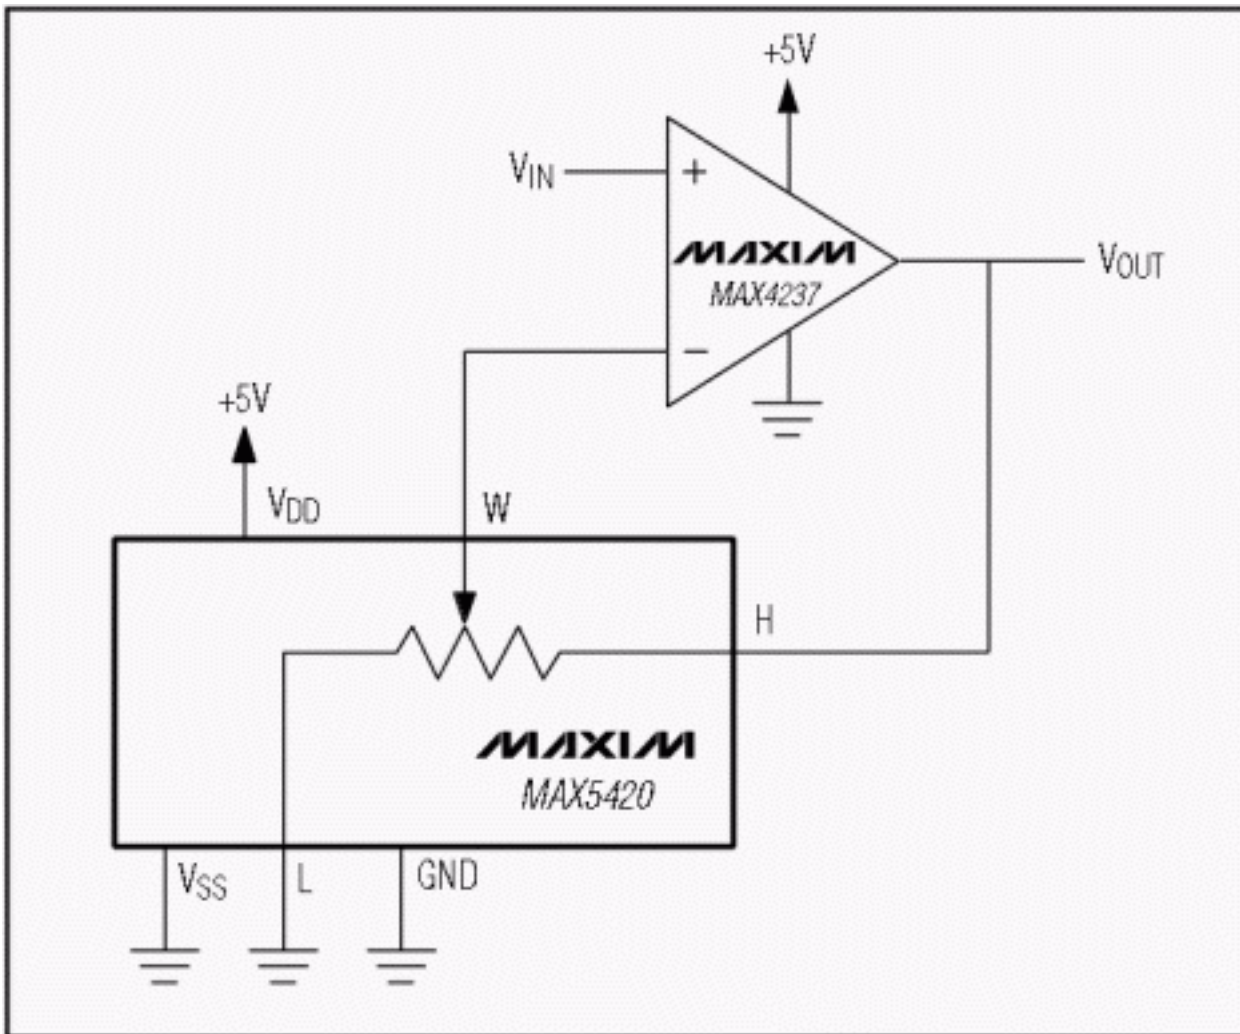 +5V
VIN
+
MAXIM
MAX4237
VOUT
−
+5V
VDD
W
H
MAXIM
MAX5420
VSS
L
GND